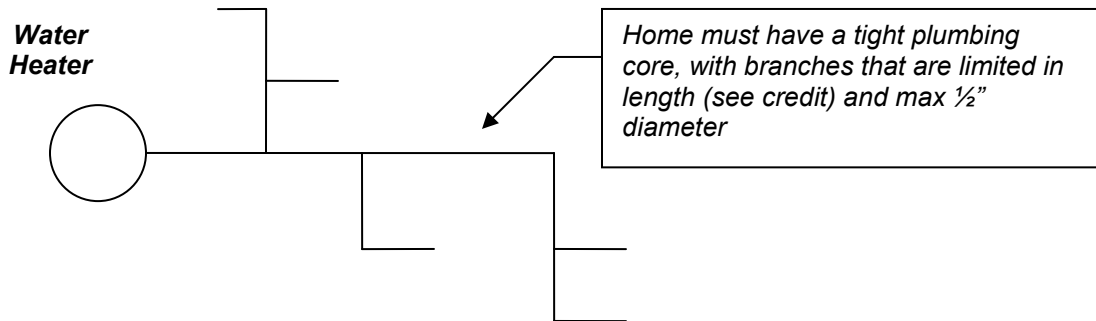 Water
Heater
Home must have a tight plumbing
core, with branches that are limited in
length (see credit) and max ½”
diameter